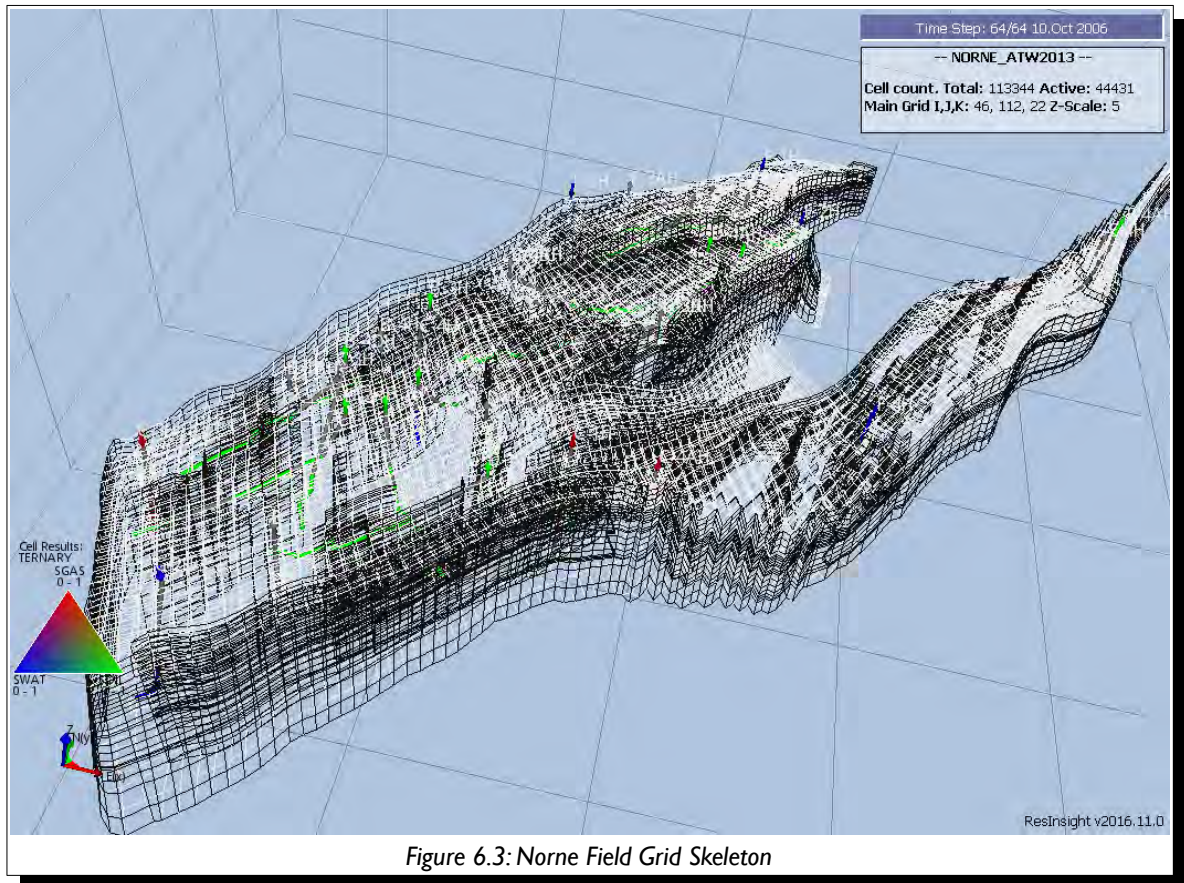 Time Step: 64/64 10.Oct 2006
-- NORNE_ATW2013 --
Cell count. Total: 113344 Active: 44431
Main Grid I,J,K: 46, 112, 22 Z-Scale: 5
Cell Results:
TERNARY
SGAS
0 - 1
SWAT
0 - 1
Z
N(y)
E(x)
ResInsight v2016.11.0
Figure 6.3: Norne Field Grid Skeleton